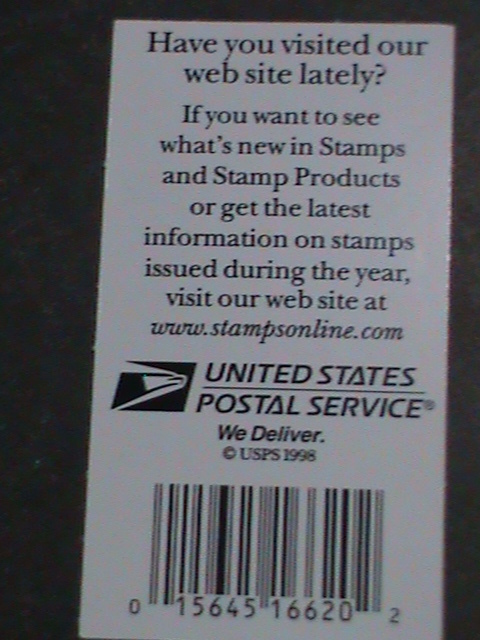 Have you visited our
web site lately?
If you want to see
what's new in Stamps
and Stamp Products
or get the latest
information on stamps
issued during the year,
visit our web site at
www.stampsonline.com
UNITED STATES
POSTAL SERVICE®
We Deliver.
© USPS 1998
0 15645 16620 2